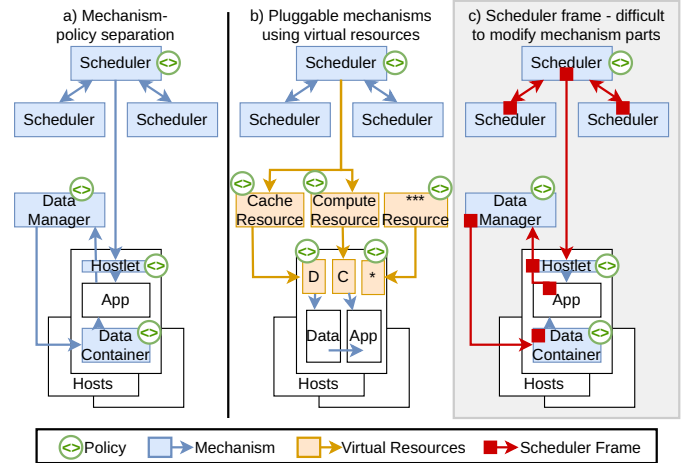 a) Mechanism-
policy separation
Scheduler
<>
Scheduler
Scheduler
Data
Manager
<>
Hostlet
<>
App
Data
Container
<>
Hosts
b) Pluggable mechanisms
using virtual resources
Scheduler
<>
Scheduler
Scheduler
<>
Cache
Resource
<>
Compute
Resource
***
Resource
<>
<>
<>
D
C
*
Data
App
Hosts
c) Scheduler frame - difficult
to modify mechanism parts
Scheduler
<>
Scheduler
Scheduler
Data
Manager
<>
Hostlet
<>
App
Data
Container
<>
Hosts
<> Policy
Mechanism
Virtual Resources
Scheduler Frame